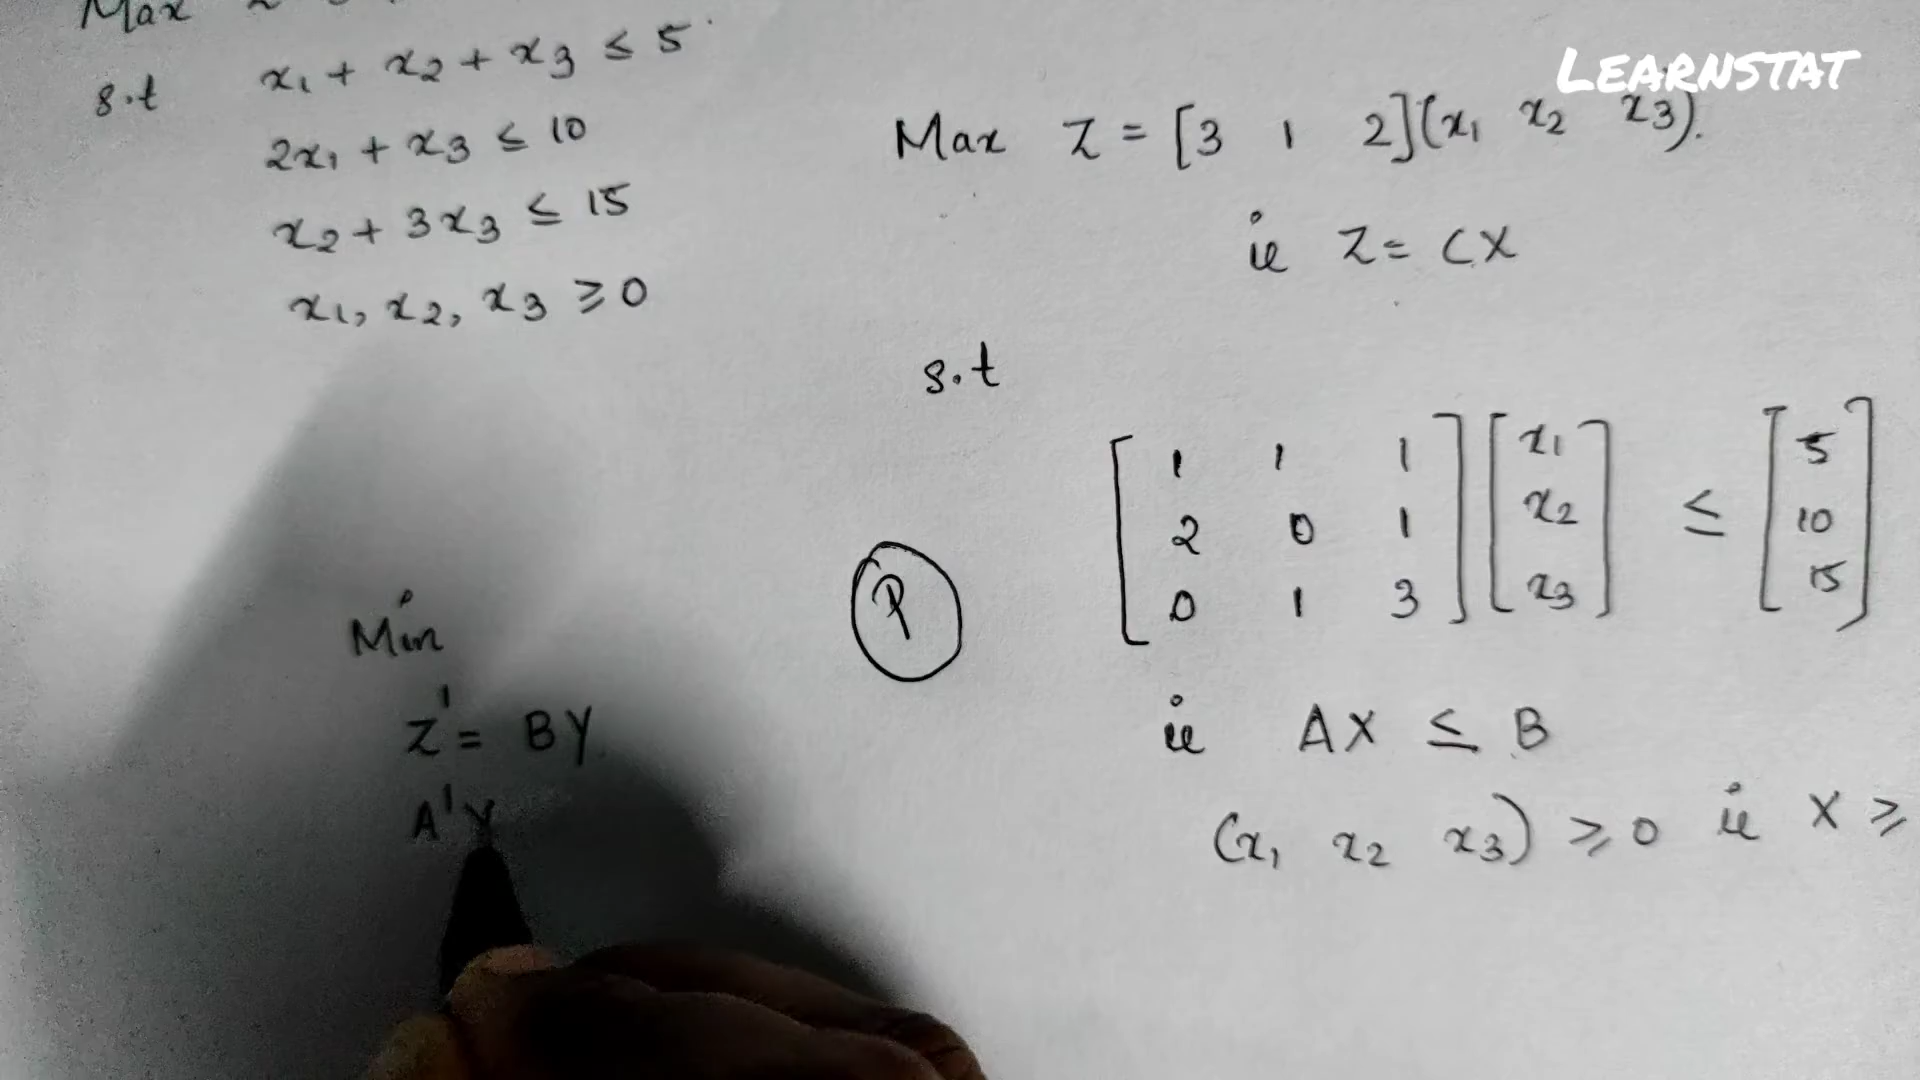 Max
s.t x1 + x2 + x3 ≤ 5
2x1 + x3 ≤ 10
x2 + 3x3 ≤ 15
x1, x2, x3 ≥ 0
Min
Z' = BY
A'Y
LEARNSTAT
Max Z = [3 1 2](x1 x2 x3).
ie Z = CX
s.t
P
[1 1 1] [x1] [5]
[2 0 1] [x2] ≤ [10]
[0 1 3] [x3] [15]
ie AX ≤ B
(x1 x2 x3) ≥ 0 ie X ≥